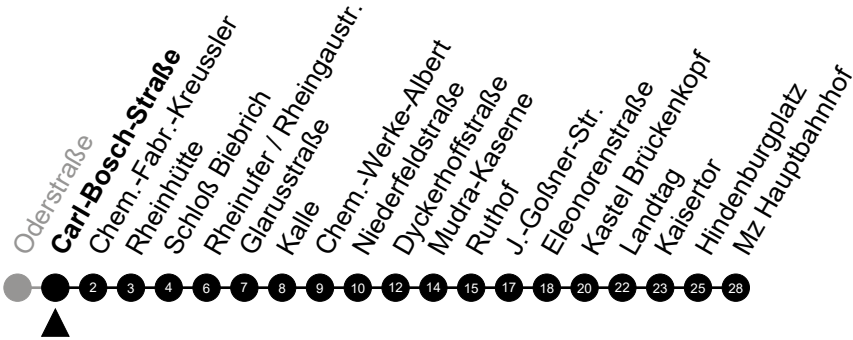 Oderstraße
Carl-Bosch-Straße
Chem.-Fabr.-Kreussler
Rheinhütte
Schloß Biebrich
Rheinufer / Rheingaustr.
Glarusstraße
Kalle
Chem.-Werke-Albert
Niederfeldstraße
Dyckerhoffstraße
Mudra-Kaserne
Ruthof
J.-Goßner-Str.
Eleonorenstraße
Kastel Brückenkopf
Landtag
Kaisertor
Hindenburgplatz
Mz Hauptbahnhof
2 3 4 6 7 8 9 10 12 14 15 17 18 20 22 23 25 28